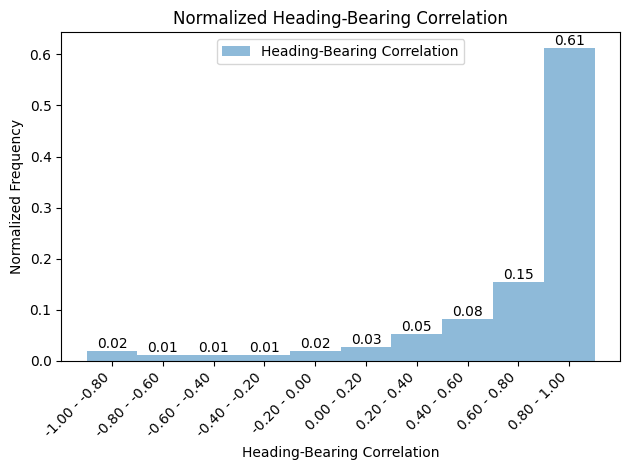 Normalized Heading-Bearing Correlation
Heading-Bearing Correlation
Normalized Frequency
0.6
0.5
0.4
0.3
0.2
0.1
0.0
0.02
0.01
0.01
0.01
0.02
0.03
0.05
0.08
0.15
0.61
-1.00 - -0.80
-0.80 - -0.60
-0.60 - -0.40
-0.40 - -0.20
-0.20 - 0.00
0.00 - 0.20
0.20 - 0.40
0.40 - 0.60
0.60 - 0.80
0.80 - 1.00
Heading-Bearing Correlation